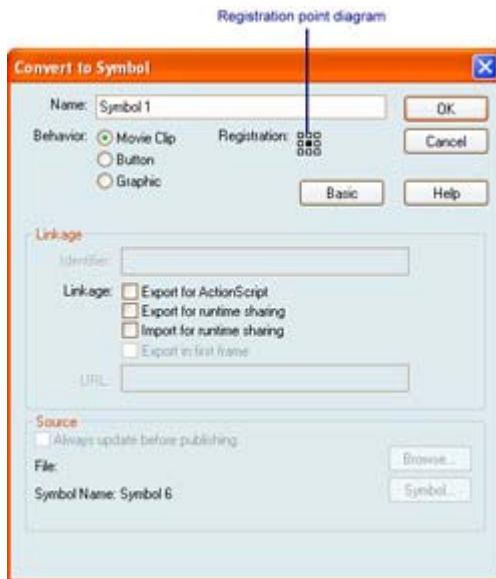 Registration point diagram
Convert to Symbol
Name: Symbol 1
OK
Behavior: Movie Clip
Registration:
Cancel
Button
Graphic
Basic
Help
Linkage
Identifier:
Linkage: Export for ActionScript
Export for runtime sharing
Import for runtime sharing
Export in first frame
URL:
Source
Always update before publishing
File:
Browse...
Symbol Name: Symbol 6
Symbol...